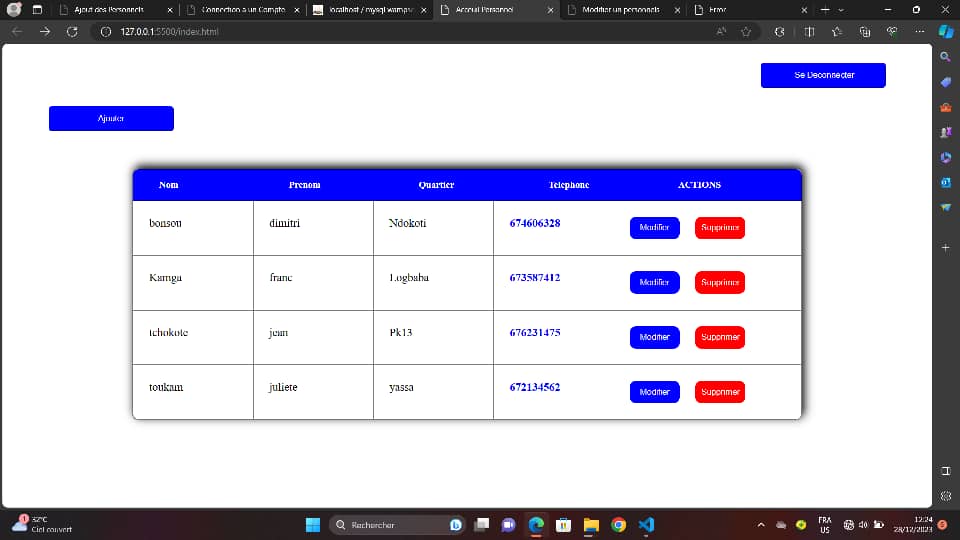 Ajout des Personnels
Connection a un Compte
localhost / mysql wampse
Acceuil Personnel
Modifier un personnels
Error
127.0.0.1:5500/index.html
Se Deconnecter
Ajouter
Nom Prenom Quartier Telephone ACTIONS
bonsou dimitri Ndokoti 674606328 Modifier Supprimer
Kamga franc Logbaba 673587412 Modifier Supprimer
tchokote jean Pk13 676231475 Modifier Supprimer
toukam juliete yassa 672134562 Modifier Supprimer
1
32°C
Ciel couvert
Rechercher
FRA
US
12:24
28/12/2023
6